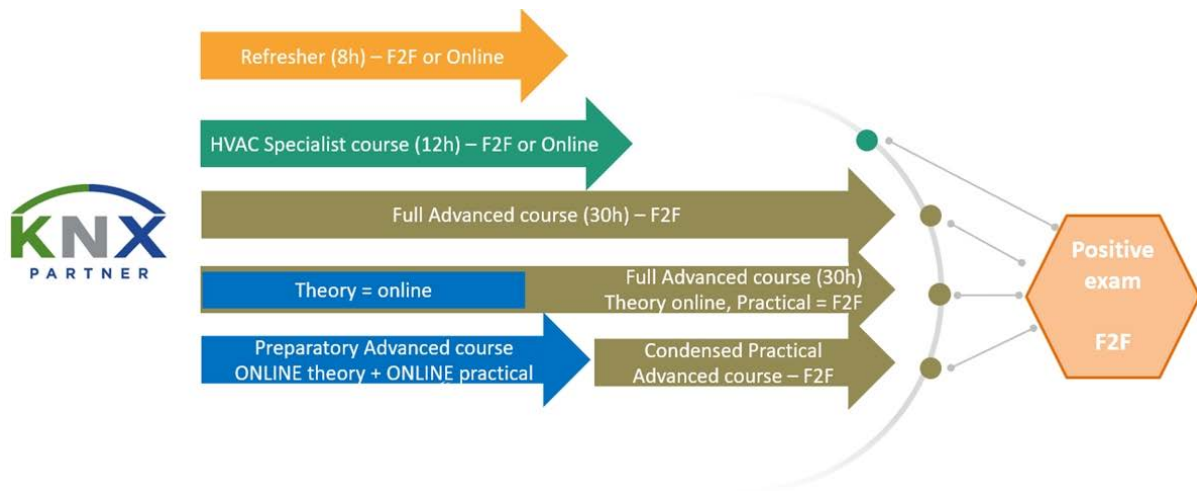 Refresher (8h) – F2F or Online
HVAC Specialist course (12h) – F2F or Online
Full Advanced course (30h) – F2F
KNX
PARTNER
Theory = online
Full Advanced course (30h)
Theory online, Practical = F2F
Preparatory Advanced course
ONLINE theory + ONLINE practical
Condensed Practical
Advanced course – F2F
Positive
exam
F2F